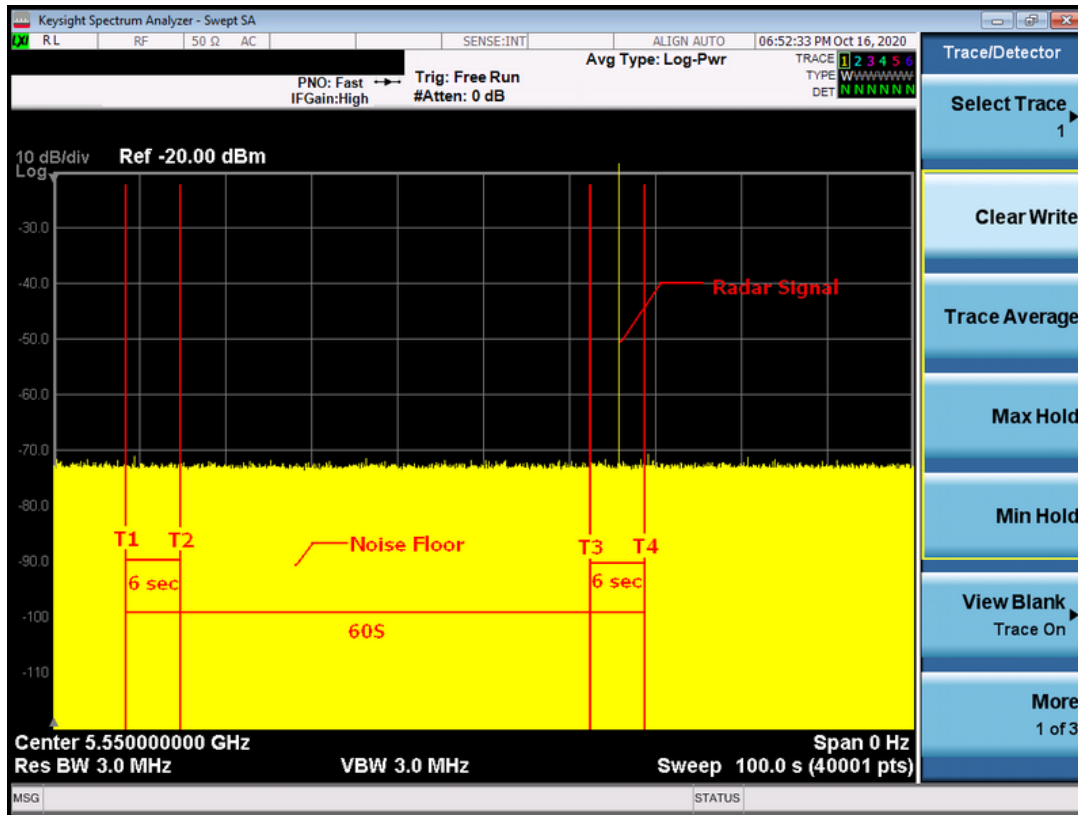 Keysight Spectrum Analyzer - Swept SA
LXI RL RF 50 Ω AC SENSE:INT ALIGN AUTO 06:52:33 PM Oct 16, 2020
Avg Type: Log-Pwr
TRACE 1 2 3 4 5 6
TYPE WWWWWW
DET N N N N N N
PNO: Fast
IFGain:High
Trig: Free Run
#Atten: 0 dB
10 dB/div
Log
Ref -20.00 dBm
-30.0
-40.0
-50.0
-60.0
-70.0
-80.0
-90.0
-100
-110
Radar Signal
T1 T2
Noise Floor
T3 T4
6 sec
6 sec
60S
Center 5.550000000 GHz
Span 0 Hz
Res BW 3.0 MHz
VBW 3.0 MHz
Sweep 100.0 s (40001 pts)
MSG
STATUS
Trace/Detector
Select Trace
1
Clear Write
Trace Average
Max Hold
Min Hold
View Blank
Trace On
More
1 of 3